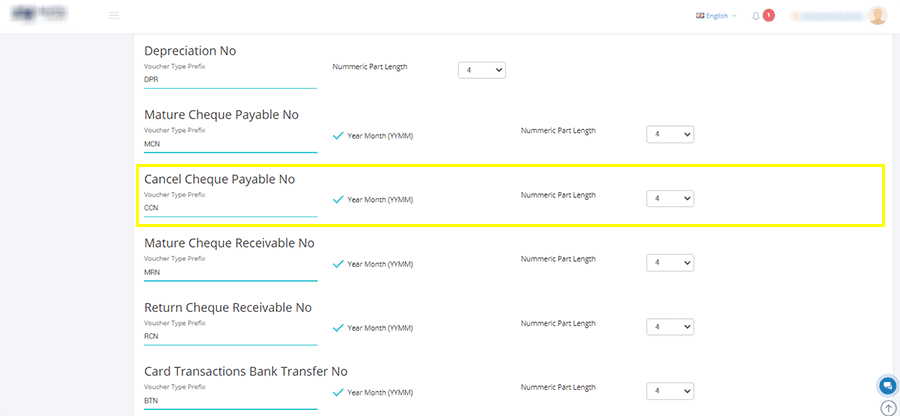 English
1
Depreciation No
Voucher Type Prefix
DPR
Nummeric Part Length
4
Mature Cheque Payable No
Voucher Type Prefix
MCN
Year Month (YYMM)
Nummeric Part Length
4
Cancel Cheque Payable No
Voucher Type Prefix
CCN
Year Month (YYMM)
Nummeric Part Length
4
Mature Cheque Receivable No
Voucher Type Prefix
MRN
Year Month (YYMM)
Nummeric Part Length
4
Return Cheque Receivable No
Voucher Type Prefix
RCN
Year Month (YYMM)
Nummeric Part Length
4
Card Transactions Bank Transfer No
Voucher Type Prefix
BTN
Year Month (YYMM)
Nummeric Part Length
4